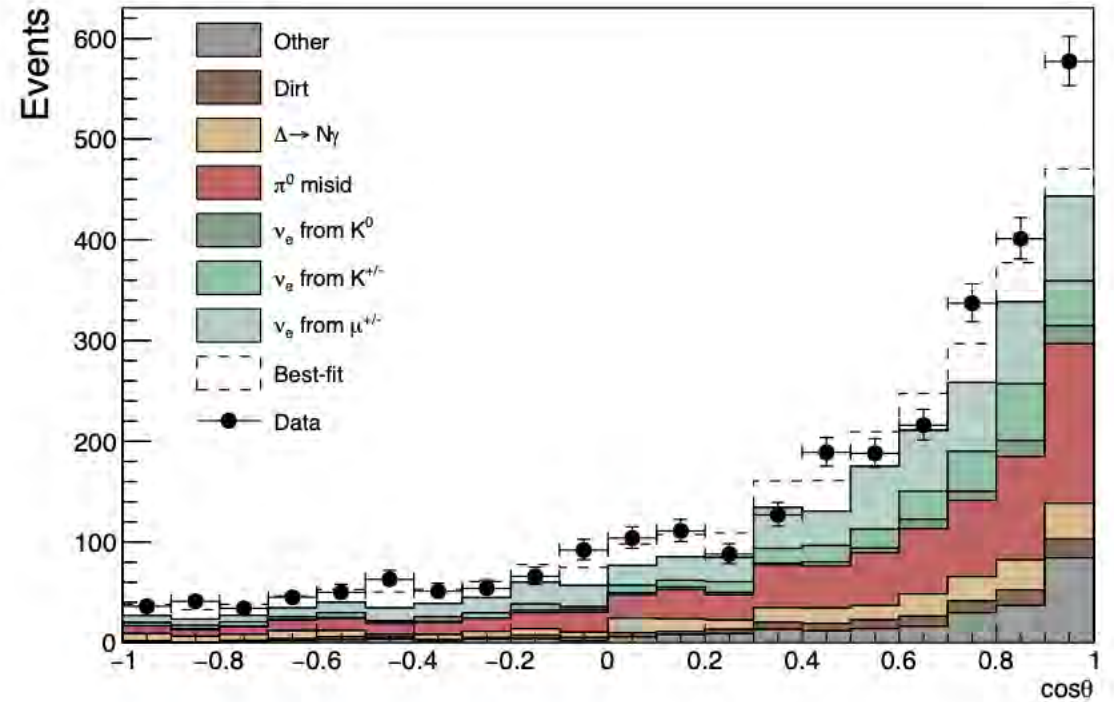 Events
600
500
400
300
200
100
0
Other
Dirt
Δ→ Nγ
π⁰ misid
νₑ from K⁰
νₑ from K⁺/⁻
νₑ from μ⁺/⁻
Best-fit
Data
−1 −0.8 −0.6 −0.4 −0.2 0 0.2 0.4 0.6 0.8 1
cosθ